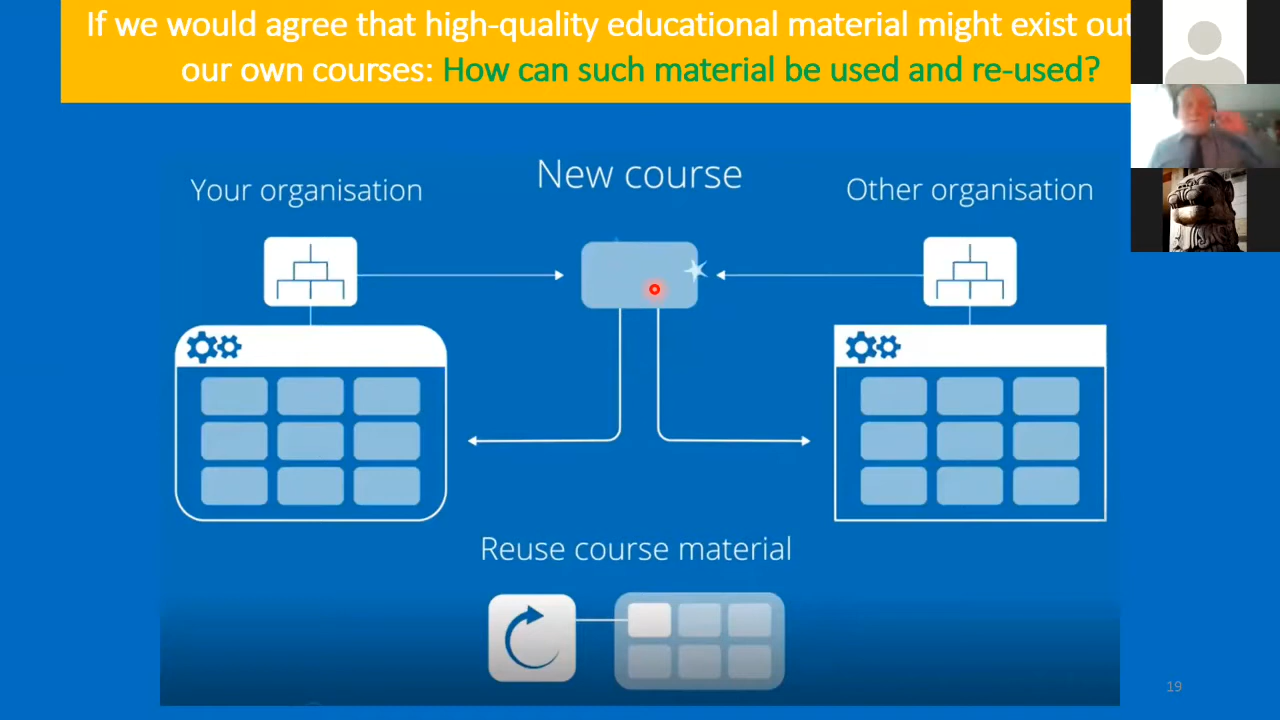 If we would agree that high-quality educational material might exist out
our own courses: How can such material be used and re-used?
New course
Your organisation
Other organisation
Reuse course material
19